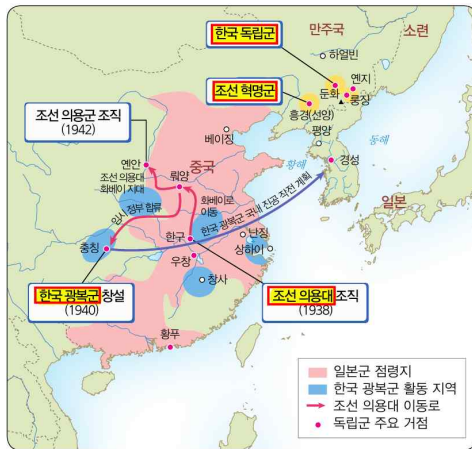 만주국
소련
한국 독립군
하얼빈
조선 혁명군
옌지
둔화
룽징
흥경(선양)
평양
동해
조선 의용군 조직
(1942)
베이징
황해
경성
옌안
중국
조선 의용대
화베이 지대
뤄양
화베이로
이동
임시 정부 합류
한국 광복군 국내 진공 작전 계획
일본
충칭
한구
난징
상하이
우창
창사
한국 광복군 창설
(1940)
조선 의용대 조직
(1938)
황푸
일본군 점령지
한국 광복군 활동 지역
조선 의용대 이동로
독립군 주요 거점